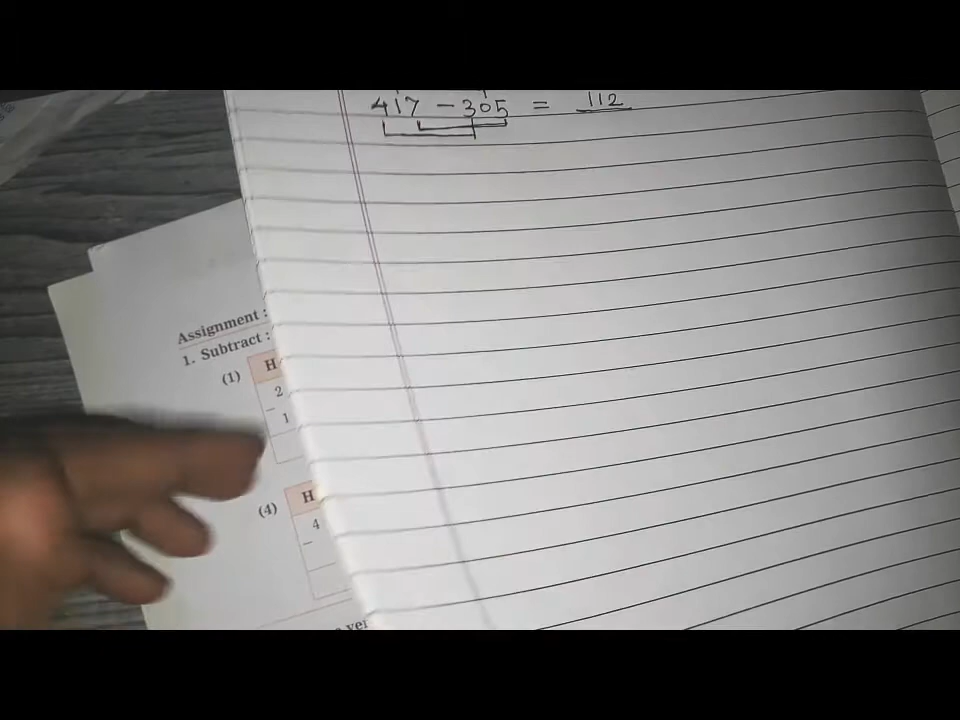 417 - 305 = 112
Assignment :
1. Subtract :
(1) H
2
- 1
(4) H
4
-